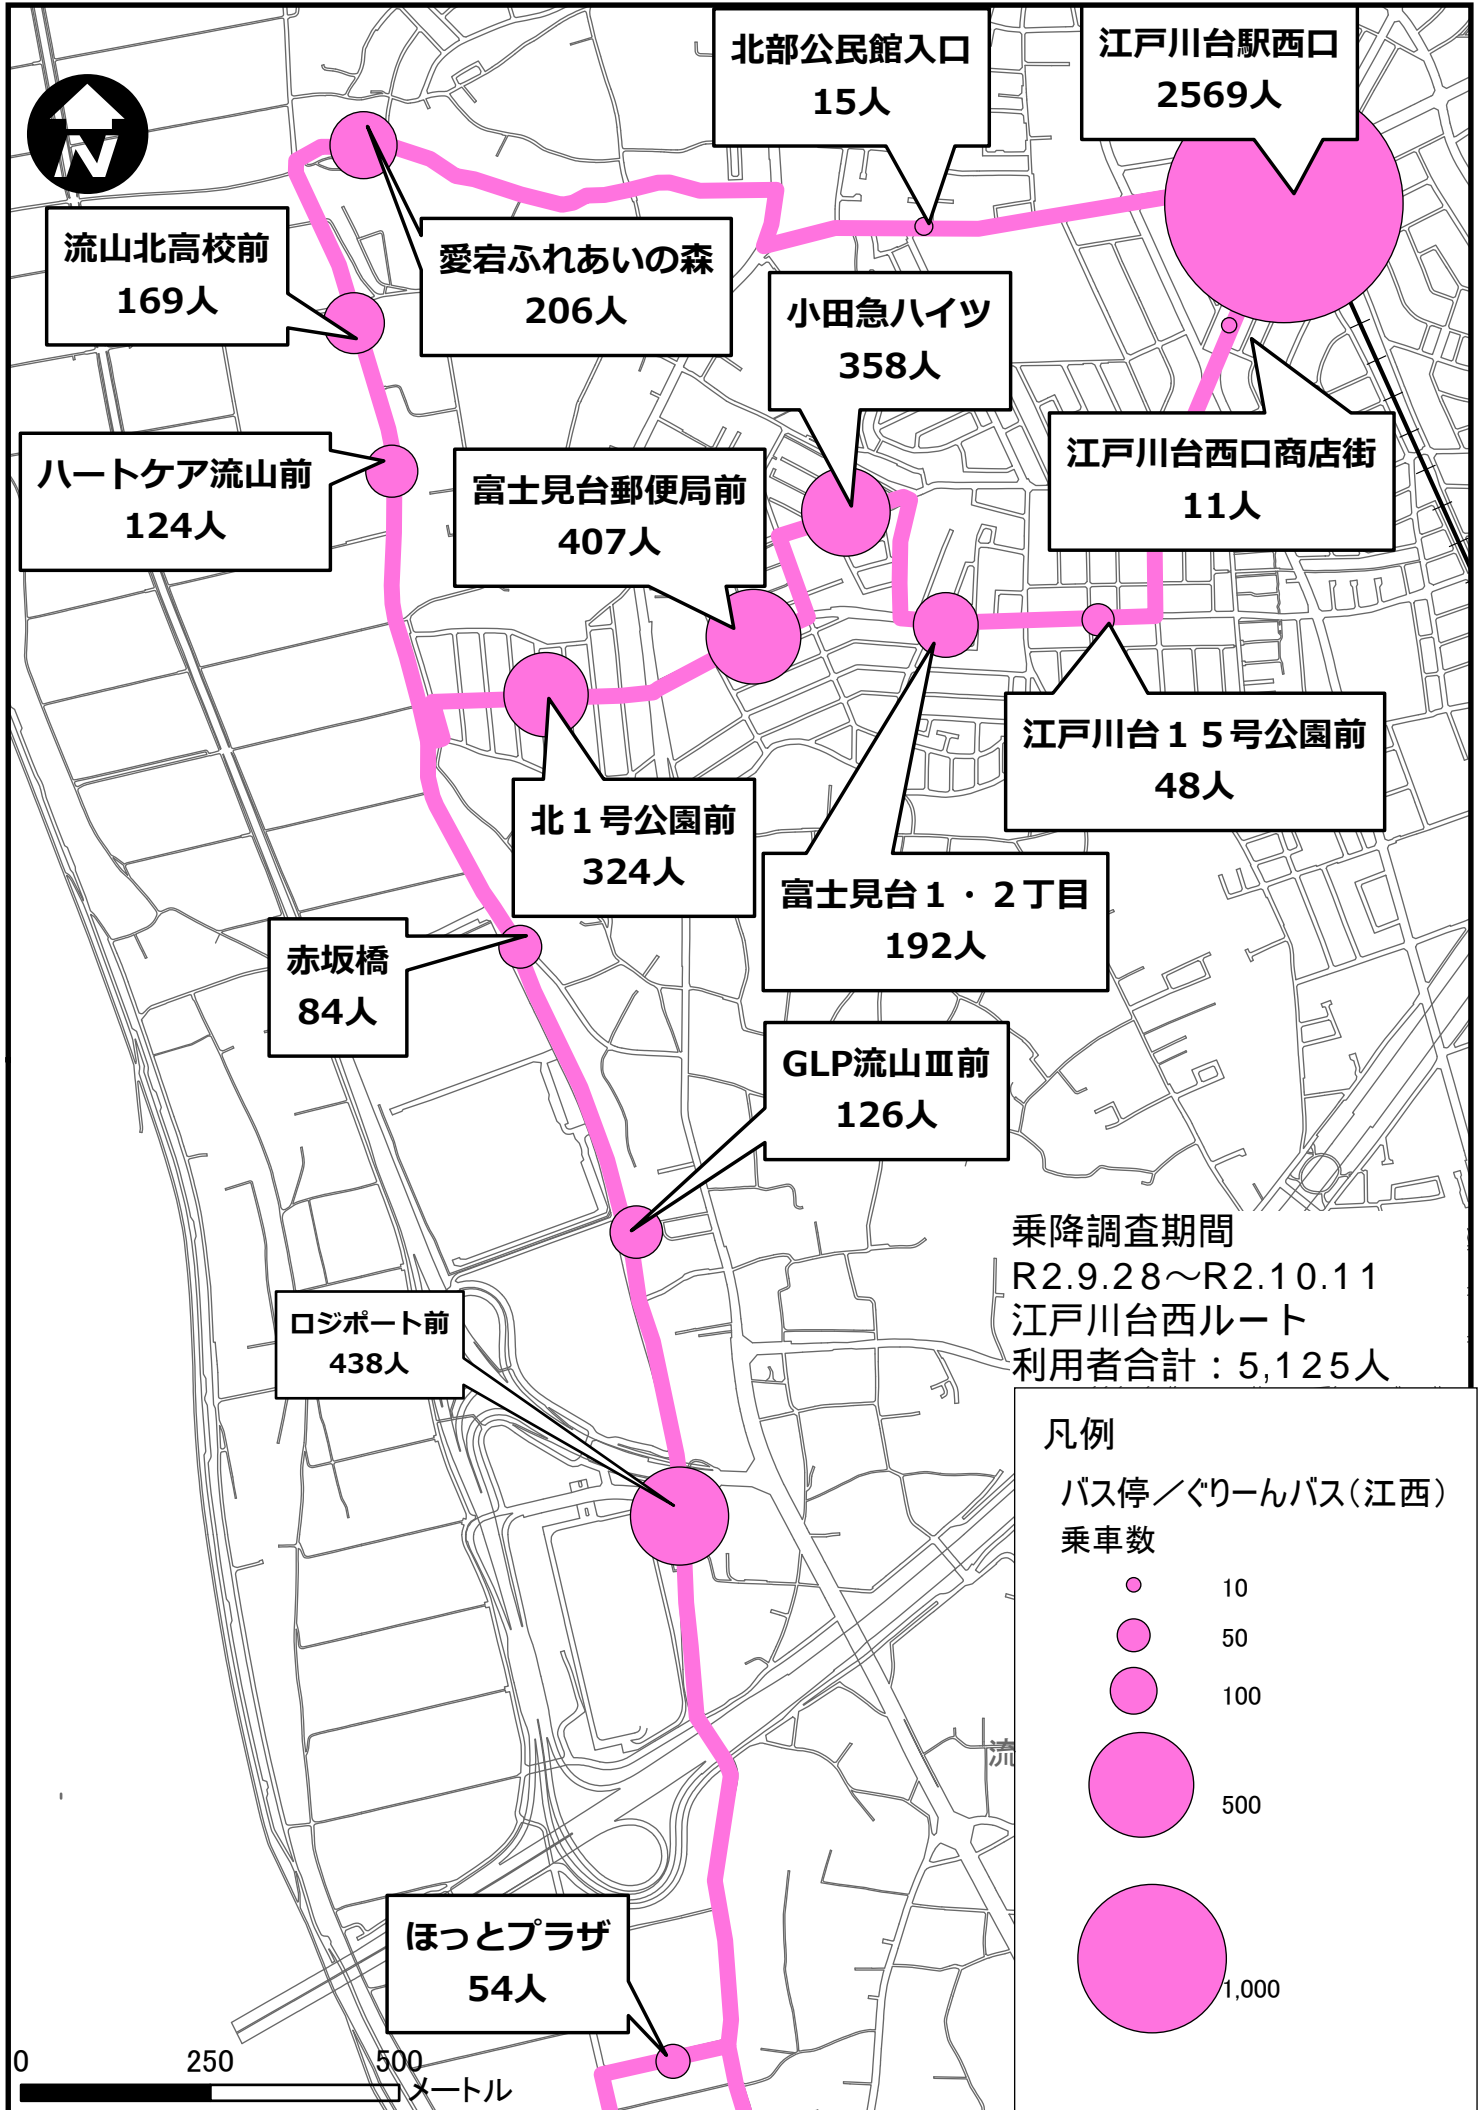 北部公民館入口
15人
江戸川台駅西口
2569人
N
流山北高校前
169人
愛宕ふれあいの森
206人
小田急ハイツ
358人
ハートケア流山前
124人
富士見台郵便局前
407人
江戸川台西口商店街
11人
江戸川台１５号公園前
48人
北１号公園前
324人
富士見台１・２丁目
192人
赤坂橋
84人
GLP流山Ⅲ前
126人
乗降調査期間
R2.9.28～R2.10.11
江戸川台西ルート
利用者合計：5,125人
ロジポート前
438人
凡例
バス停／ぐりーんバス（江西）
乗車数
10
50
100
流
500
1,000
ほっとプラザ
54人
0 250 500
メートル